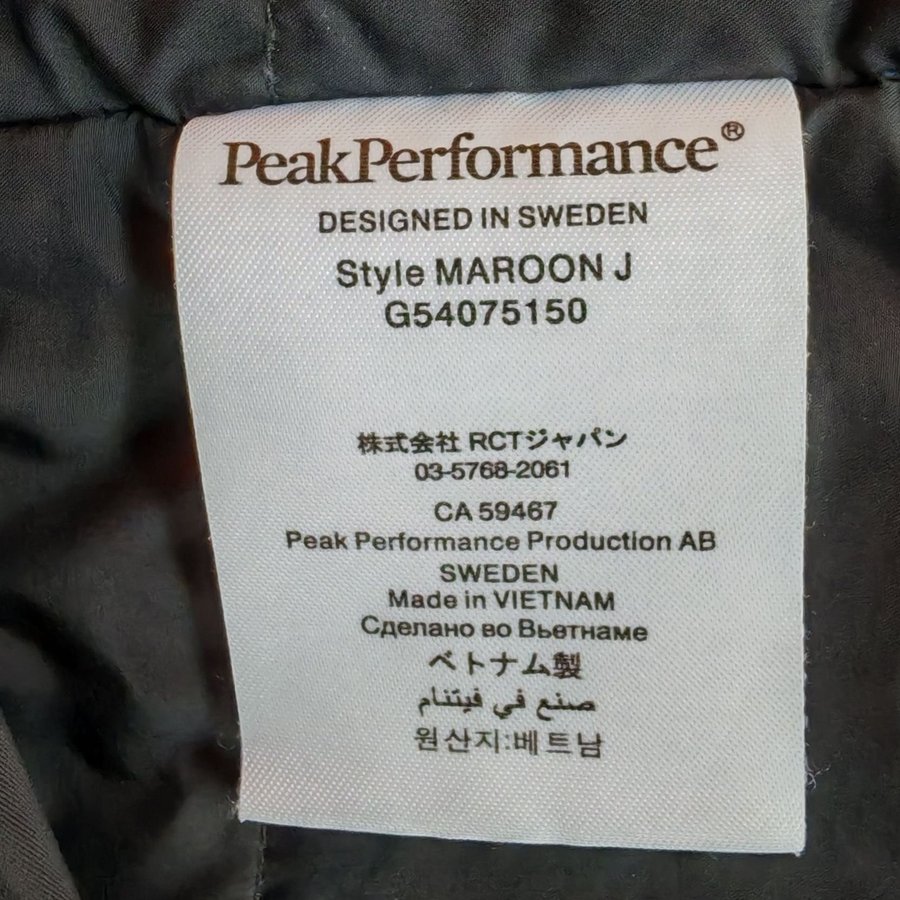 PeakPerformance®
DESIGNED IN SWEDEN
Style MAROON J
G54075150
株式会社 RCTジャパン
03-5768-2061
CA 59467
Peak Performance Production AB
SWEDEN
Made in VIETNAM
Сделано во Вьетнаме
ベトナム製
صنع في فيتنام
원산지:베트남